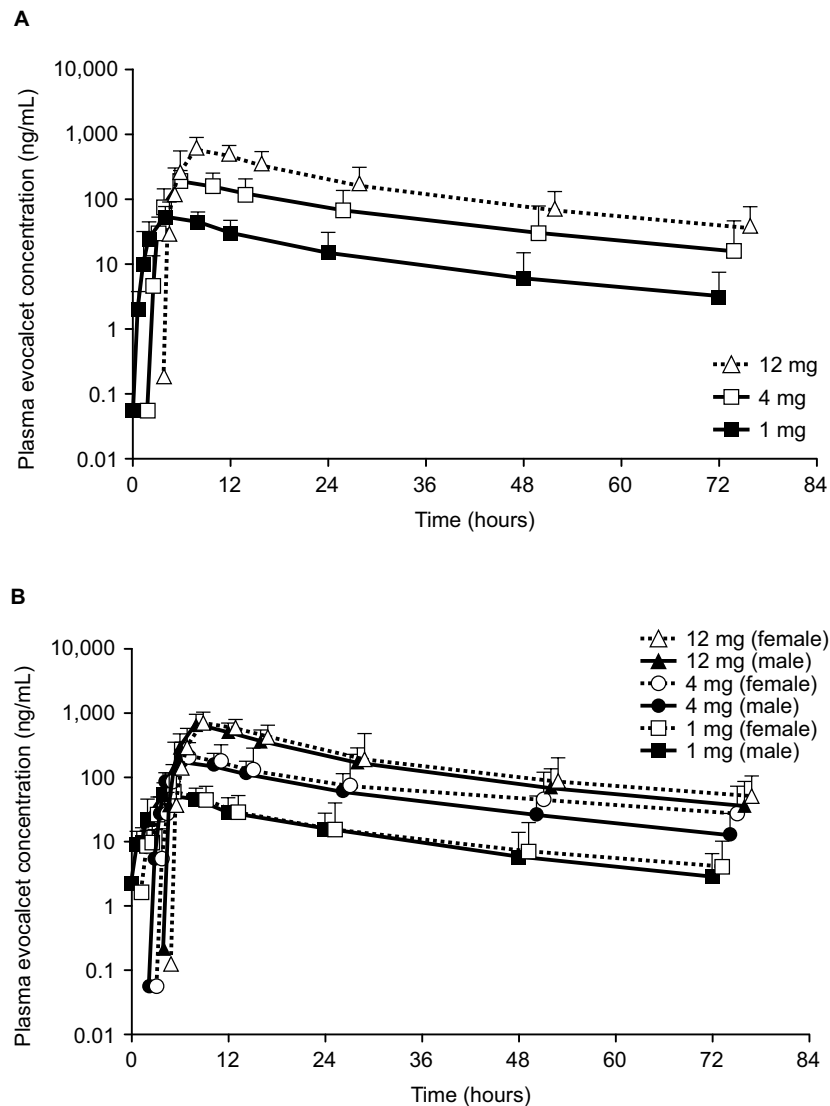 A
10,000
1,000
100
10
1
0.1
0.01
Plasma evocalcet concentration (ng/mL)
12 mg
4 mg
1 mg
0 12 24 36 48 60 72 84
Time (hours)
B
12 mg (female)
12 mg (male)
4 mg (female)
4 mg (male)
1 mg (female)
1 mg (male)
10,000
1,000
100
10
1
0.1
0.01
Plasma evocalcet concentration (ng/mL)
0 12 24 36 48 60 72 84
Time (hours)